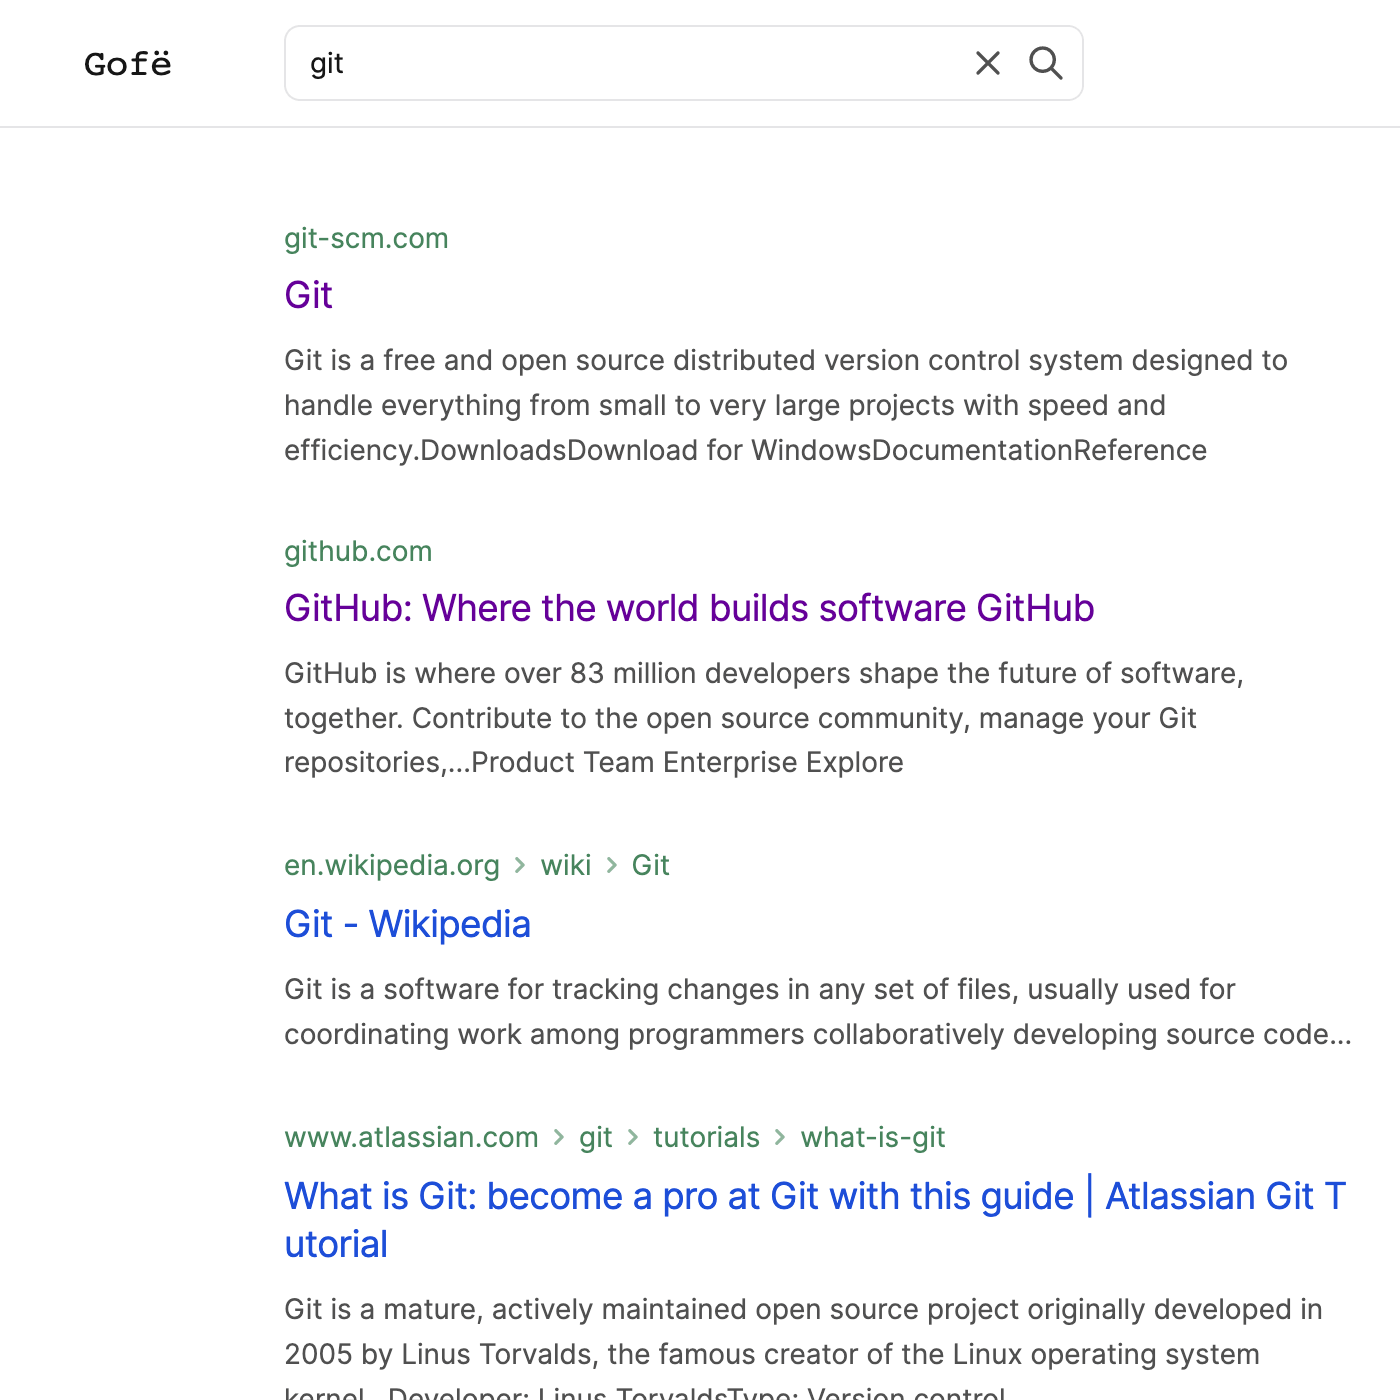 Gofë
git
git-scm.com
Git
Git is a free and open source distributed version control system designed to
handle everything from small to very large projects with speed and
efficiency.DownloadsDownload for WindowsDocumentationReference
github.com
GitHub: Where the world builds software GitHub
GitHub is where over 83 million developers shape the future of software,
together. Contribute to the open source community, manage your Git
repositories,...Product Team Enterprise Explore
en.wikipedia.org > wiki > Git
Git - Wikipedia
Git is a software for tracking changes in any set of files, usually used for
coordinating work among programmers collaboratively developing source code...
www.atlassian.com > git > tutorials > what-is-git
What is Git: become a pro at Git with this guide | Atlassian Git T
utorial
Git is a mature, actively maintained open source project originally developed in
2005 by Linus Torvalds, the famous creator of the Linux operating system
kernel. Developer: Linus TorvaldsType: Version control